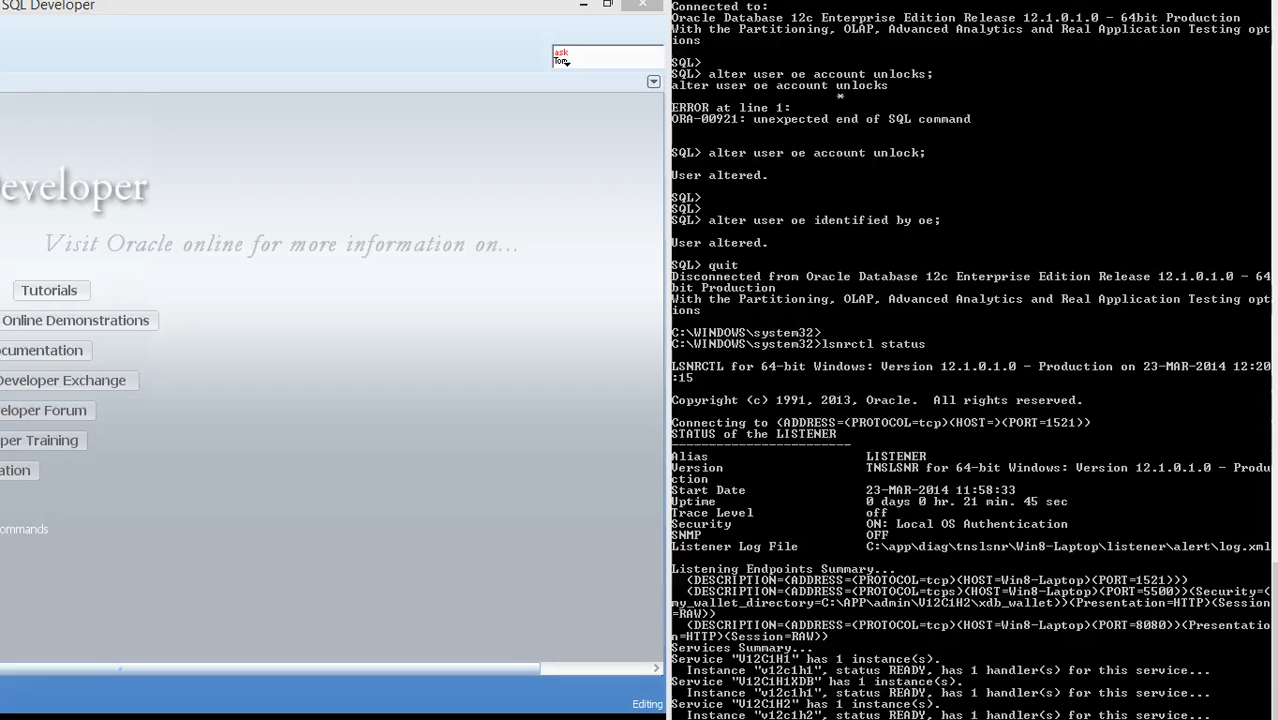 SQL Developer
ask
Tom
eveloper
Visit Oracle online for more information on...
Tutorials
Online Demonstrations
ocumentation
Developer Exchange
eloper Forum
per Training
ation
ommands
Editing
Connected to:
Oracle Database 12c Enterprise Edition Release 12.1.0.1.0 - 64bit Production
With the Partitioning, OLAP, Advanced Analytics and Real Application Testing opt
ions
SQL>
SQL> alter user oe account unlocks;
alter user oe account unlocks
*
ERROR at line 1:
ORA-00921: unexpected end of SQL command
SQL> alter user oe account unlock;
User altered.
SQL>
SQL>
SQL> alter user oe identified by oe;
User altered.
SQL> quit
Disconnected from Oracle Database 12c Enterprise Edition Release 12.1.0.1.0 - 64
bit Production
With the Partitioning, OLAP, Advanced Analytics and Real Application Testing opt
ions
C:\WINDOWS\system32>
C:\WINDOWS\system32>lsnrctl status
LSNRCTL for 64-bit Windows: Version 12.1.0.1.0 - Production on 23-MAR-2014 12:20
:15
Copyright (c) 1991, 2013, Oracle.  All rights reserved.
Connecting to (ADDRESS=(PROTOCOL=tcp)(HOST=)(PORT=1521))
STATUS of the LISTENER
------------------------
Alias                     LISTENER
Version                   TNSLSNR for 64-bit Windows: Version 12.1.0.1.0 - Produ
ction
Start Date                23-MAR-2014 11:58:33
Uptime                    0 days 0 hr. 21 min. 45 sec
Trace Level               off
Security                  ON: Local OS Authentication
SNMP                      OFF
Listener Log File         C:\app\diag\tnslsnr\Win8-Laptop\listener\alert\log.xml
Listening Endpoints Summary...
(DESCRIPTION=(ADDRESS=(PROTOCOL=tcp)(HOST=Win8-Laptop)(PORT=1521)))
(DESCRIPTION=(ADDRESS=(PROTOCOL=tcps)(HOST=Win8-Laptop)(PORT=5500))(Security=(
my_wallet_directory=C:\APP\admin\V12C1H2\xdb_wallet))(Presentation=HTTP)(Session
=RAW))
(DESCRIPTION=(ADDRESS=(PROTOCOL=tcp)(HOST=Win8-Laptop)(PORT=8080))(Presentatio
n=HTTP)(Session=RAW))
Services Summary...
Service "V12C1H1" has 1 instance(s).
Instance "v12c1h1", status READY, has 1 handler(s) for this service...
Service "V12C1H1XDB" has 1 instance(s).
Instance "v12c1h1", status READY, has 1 handler(s) for this service...
Service "V12C1H2" has 1 instance(s).
Instance "v12c1h2", status READY, has 1 handler(s) for this service...